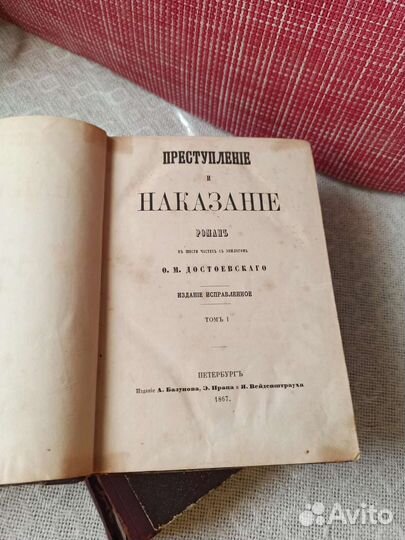 ПРЕСТУПЛЕНІЕ
И
НАКАЗАНІЕ
РОМАНЪ
ВЪ ШЕСТИ ЧАСТЯХЪ СЪ ЭПИЛОГОМЪ
Ѳ. М. ДОСТОЕВСКАГО
ИЗДАНІЕ ИСПРАВЛЕННОЕ
ТОМЪ I
ПЕТЕРБУРГЪ
Изданіе А. Базунова, Э. Праца и Я. Вейденштрауха
1867.
Avito